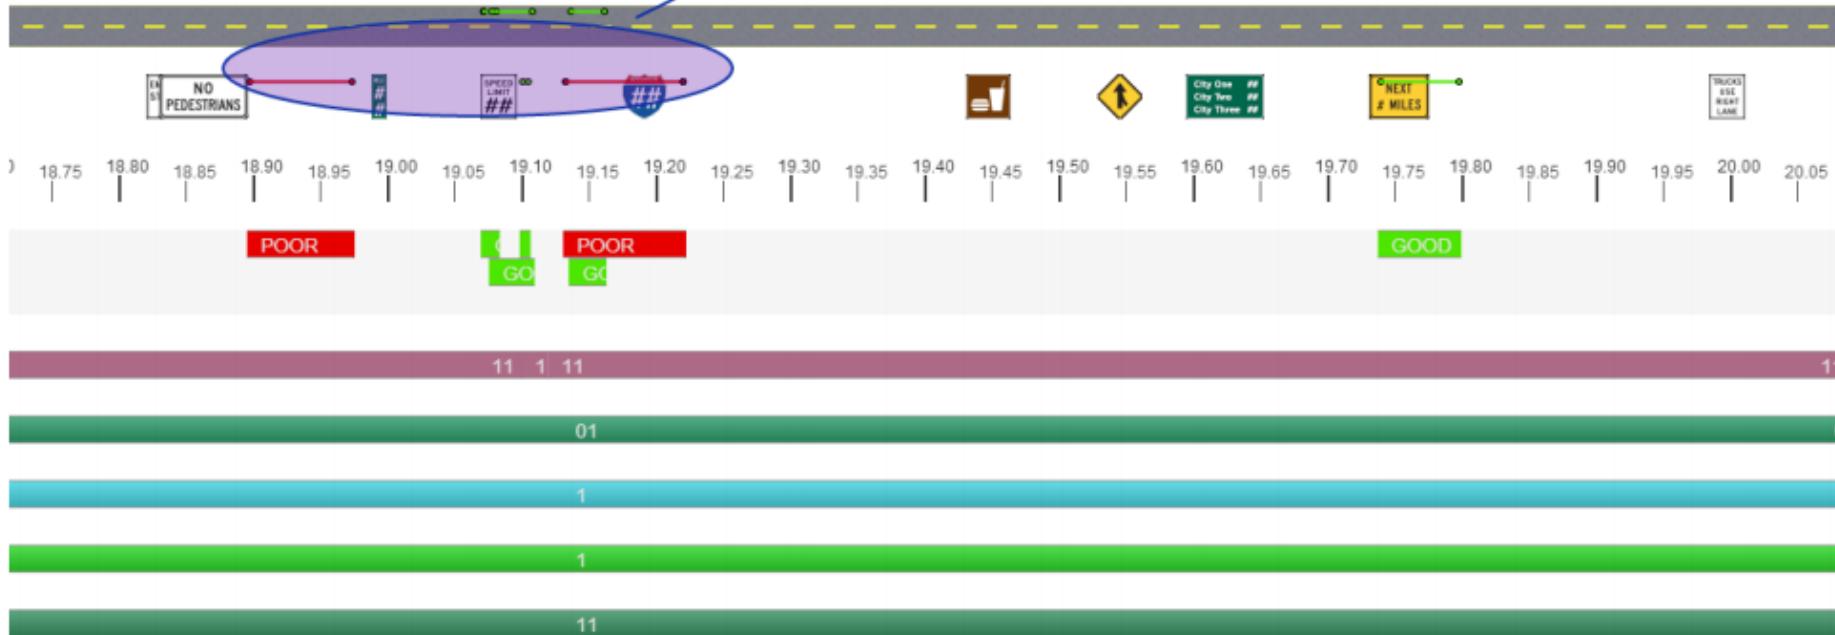 NO
PEDESTRIANS
#
#
SPEED
LIMIT
##
##
City One ##
City Two ##
City Three ##
NEXT
# MILES
TRUCKS
USE
RIGHT
LANE
0 18.75 18.80 18.85 18.90 18.95 19.00 19.05 19.10 19.15 19.20 19.25 19.30 19.35 19.40 19.45 19.50 19.55 19.60 19.65 19.70 19.75 19.80 19.85 19.90 19.95 20.00 20.05
POOR POOR GOOD
GO GO
11 1 11 11
01
1
1
11